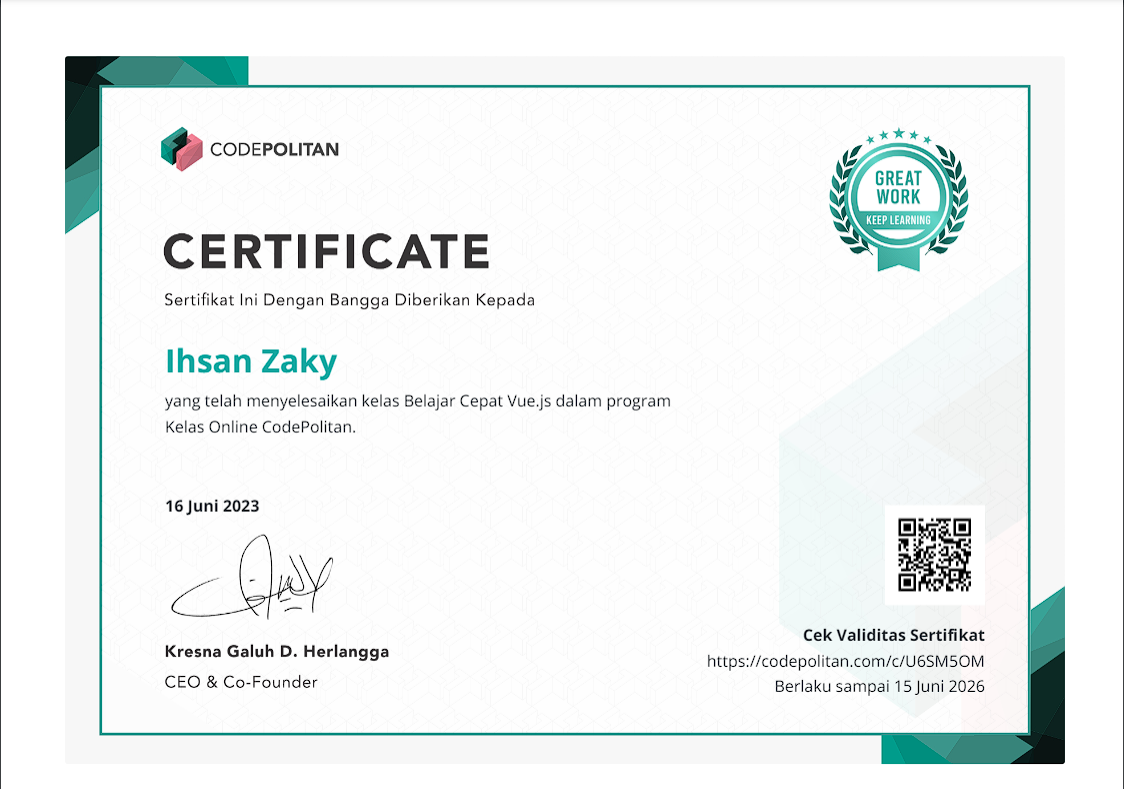 CODEPOLITAN
GREAT
WORK
KEEP LEARNING
CERTIFICATE
Sertifikat Ini Dengan Bangga Diberikan Kepada
Ihsan Zaky
yang telah menyelesaikan kelas Belajar Cepat Vue.js dalam program
Kelas Online CodePolitan.
16 Juni 2023
Kresna Galuh D. Herlangga
CEO & Co-Founder
Cek Validitas Sertifikat
https://codepolitan.com/c/U6SM5OM
Berlaku sampai 15 Juni 2026